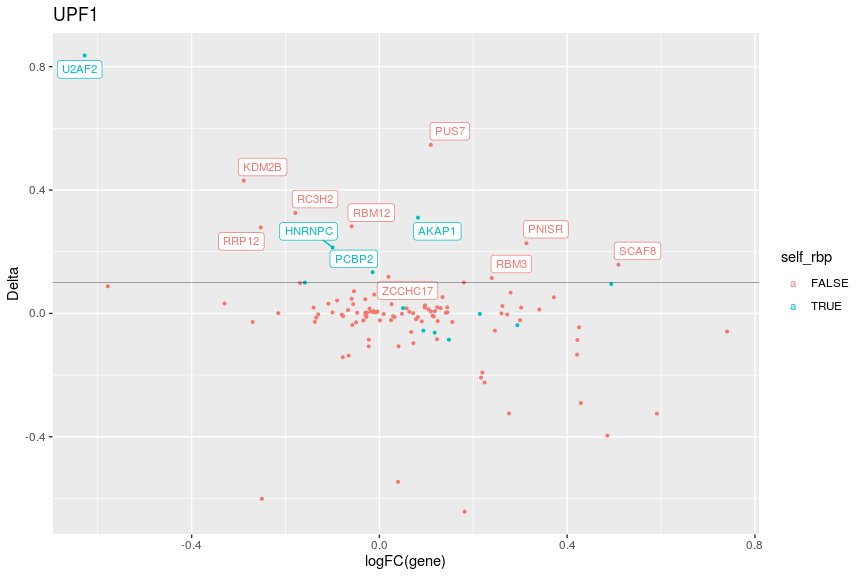 UPF1
U2AF2
PUS7
KDM2B
RC3H2
RBM12
RRP12
HNRNPC
AKAP1
PNISR
PCBP2
SCAF8
RBM3
ZCCHC17
0.8
0.4
0.0
-0.4
-0.4
0.0
0.4
0.8
logFC(gene)
Delta
self_rbp
a FALSE
a TRUE